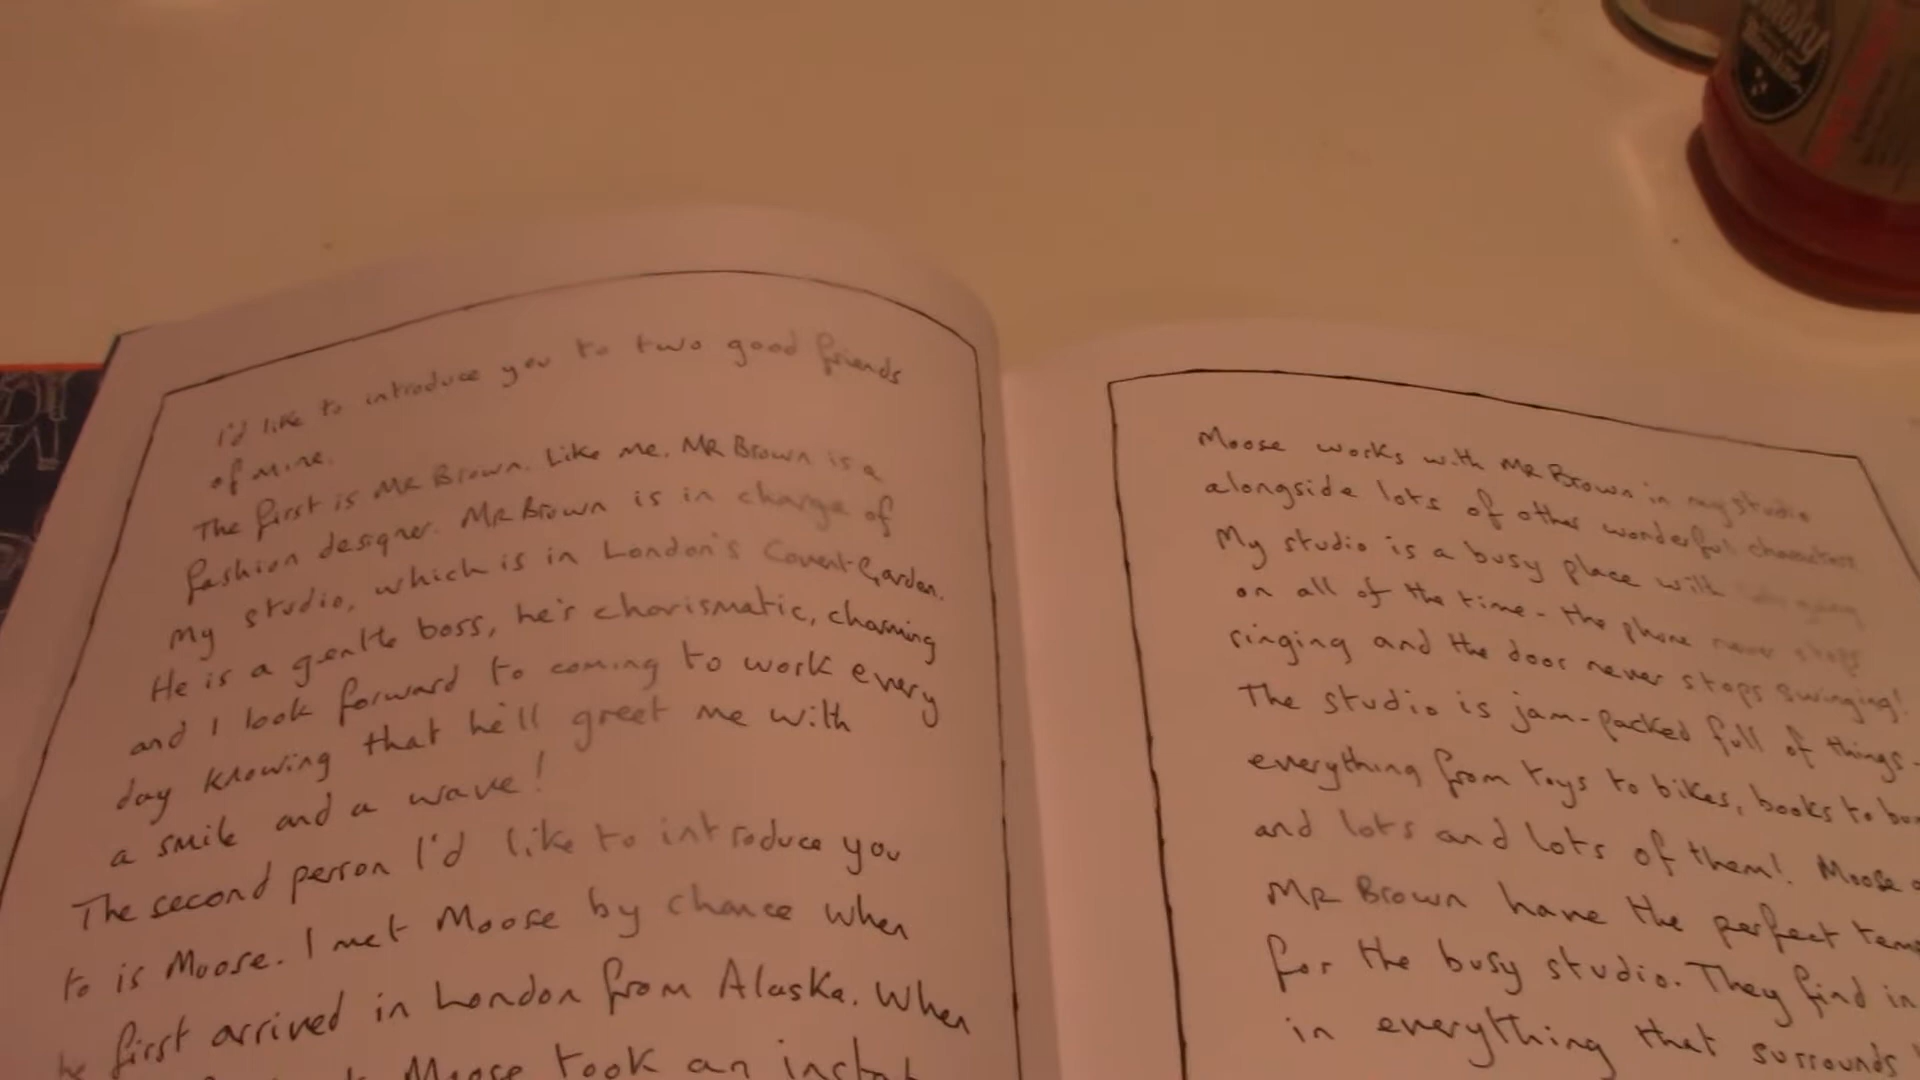 I'd like to introduce you to two good friends
of mine.
The first is MR Brown. Like me, MR Brown is a
fashion designer. MR Brown is in charge of
my studio, which is in London's Covent Garden.
He is a gentle boss, he's charismatic, charming
and I look forward to coming to work every
day knowing that he'll greet me with
a smile and a wave!
The second person I'd like to introduce you
to is Moose. I met Moose by chance when
he first arrived in London from Alaska. When
Moose took an
Moose works with MR Brown in my studio
alongside lots of other wonderful characters
My studio is a busy place with
on all of the time - the phone never stops
ringing and the door never stops swinging!
The studio is jam-packed full of things -
everything from toys to bikes, books to
and lots and lots of them! Moose
MR Brown have the perfect
for the busy studio. They find
in everything that surrounds
Smoky